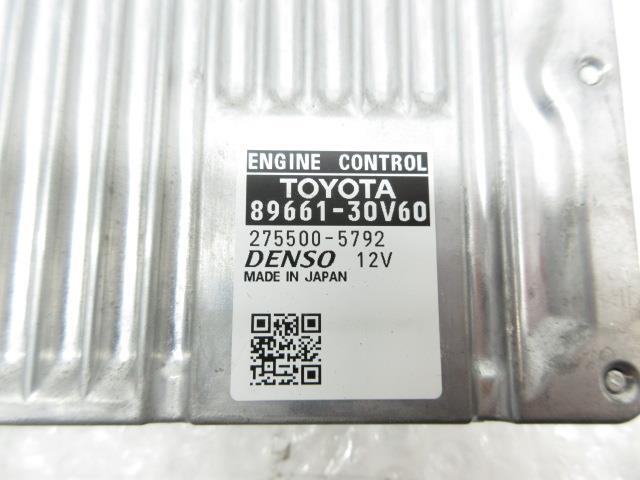 ENGINE CONTROL
TOYOTA
89661-30V60
275500-5792
DENSO 12V
MADE IN JAPAN